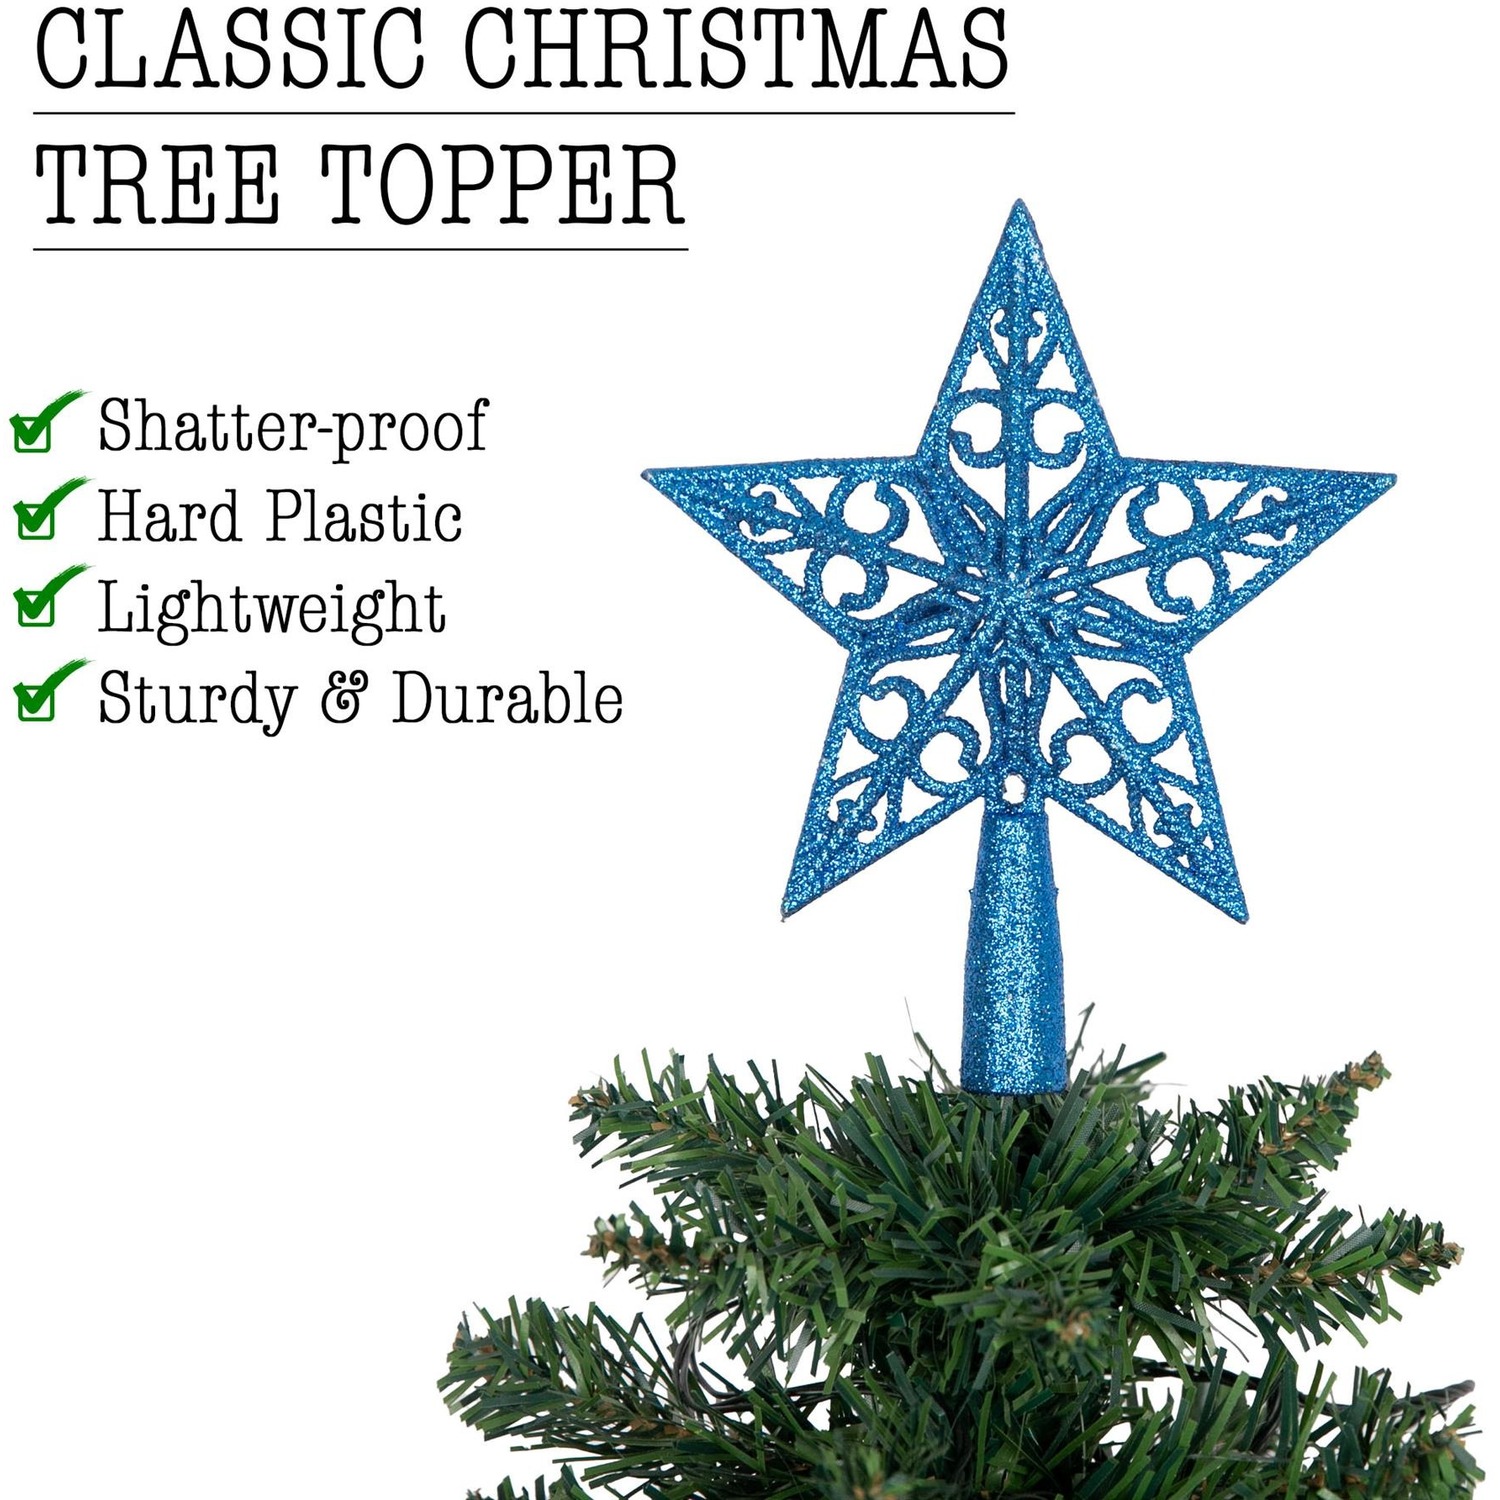 CLASSIC CHRISTMAS
TREE TOPPER
Shatter-proof
Hard Plastic
Lightweight
Sturdy & Durable